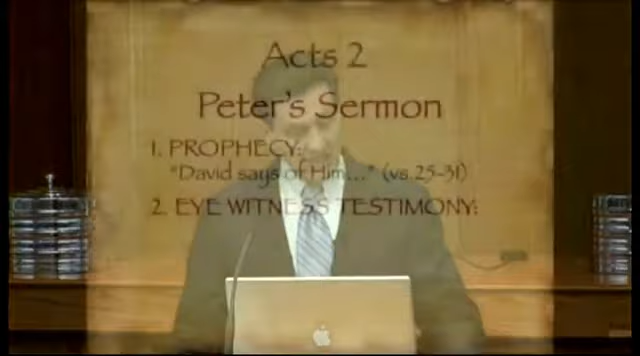 Acts 2
Peter's Sermon
1. PROPHECY:
"David says of Him..." (vs 25-31)
2. EYE WITNESS TESTIMONY: